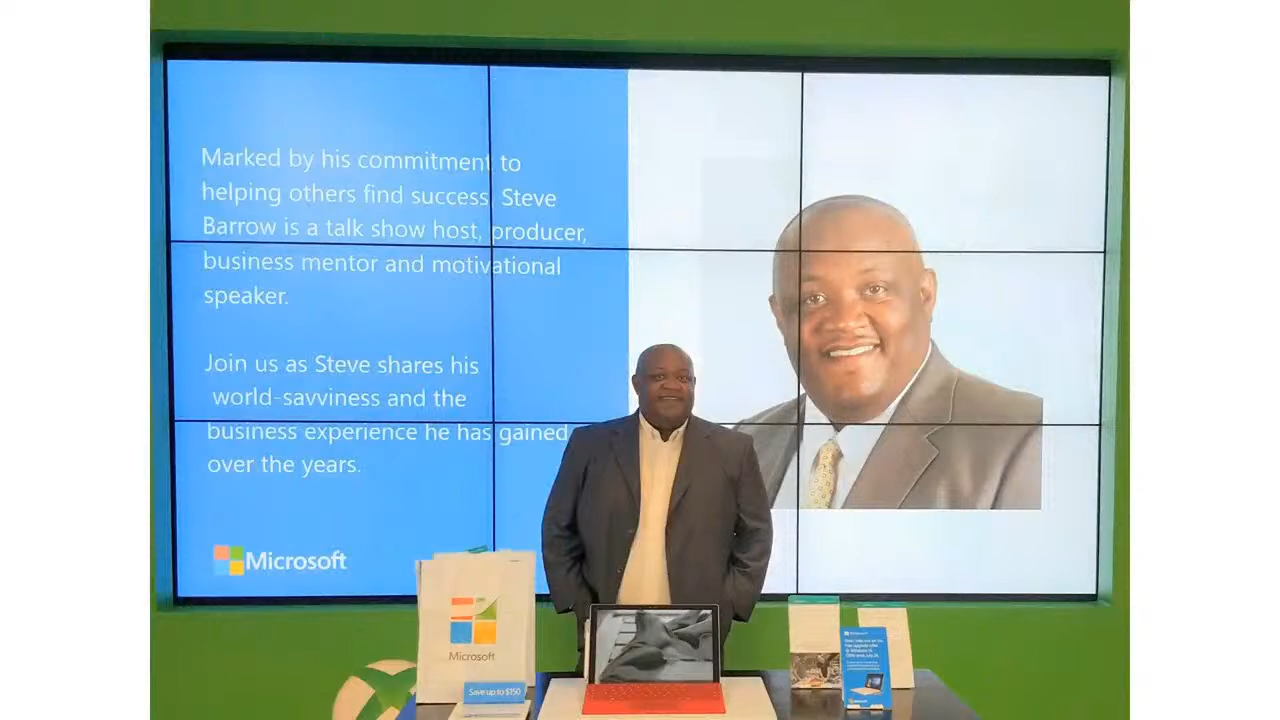 Marked by his commitment to
helping others find success, Steve
Barrow is a talk show host, producer,
business mentor and motivational
speaker.
Join us as Steve shares his
world-savviness and the
business experience he has gained
over the years.
Microsoft
Microsoft
Save up to $150